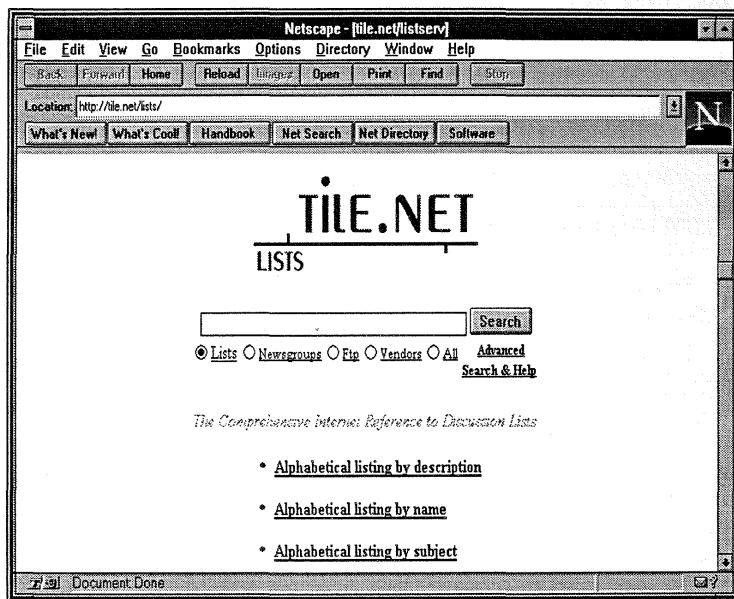 Netscape - [tile.net/listserv]
File Edit View Go Bookmarks Options Directory Window Help
Back Forward Home Reload Images Open Print Find Stop
Location: http://tile.net/lists/
N
What's New! What's Cool! Handbook Net Search Net Directory Software
TILE.NET
LISTS
Search
Lists Newsgroups Ftp Vendors All Advanced
Search & Help
The Comprehensive Internet Reference to Discussion Lists
• Alphabetical listing by description
• Alphabetical listing by name
• Alphabetical listing by subject
Document: Done